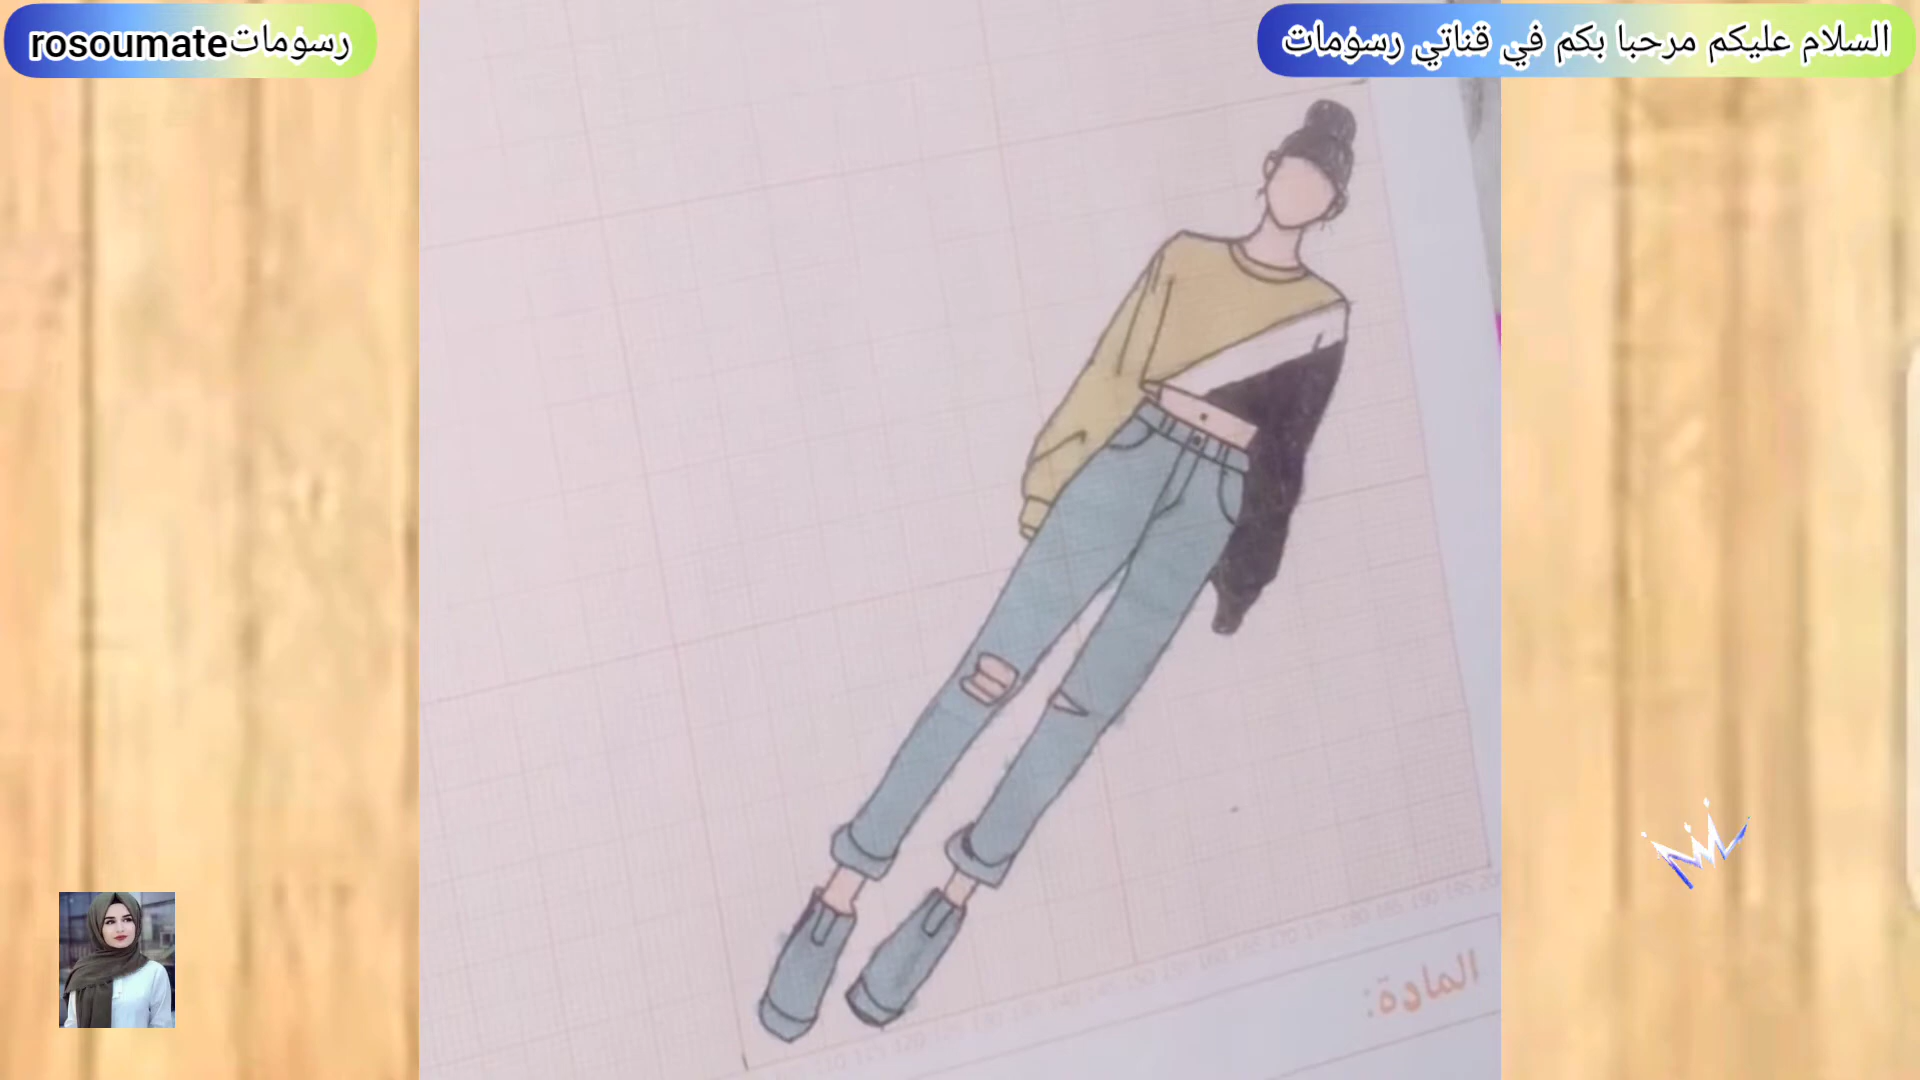 rosoumateرسومات
السلام عليكم مرحبا بكم في قناتي رسومات
المادة: